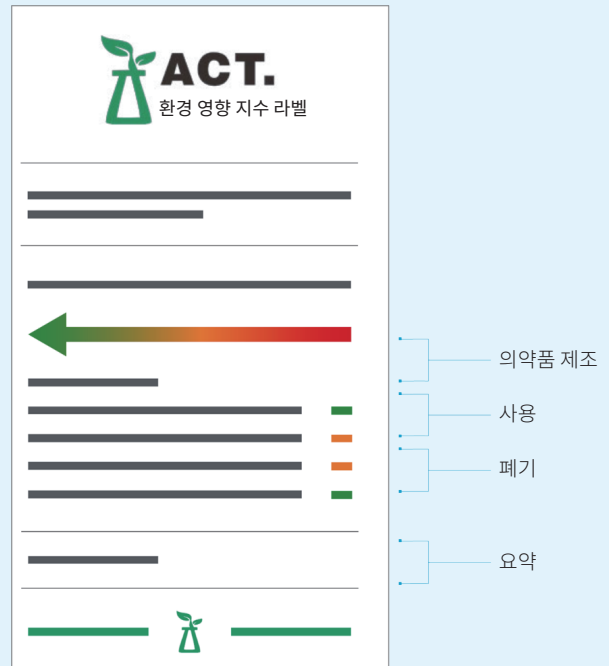 ACT.
환경 영향 지수 라벨
의약품 제조
사용
폐기
요약